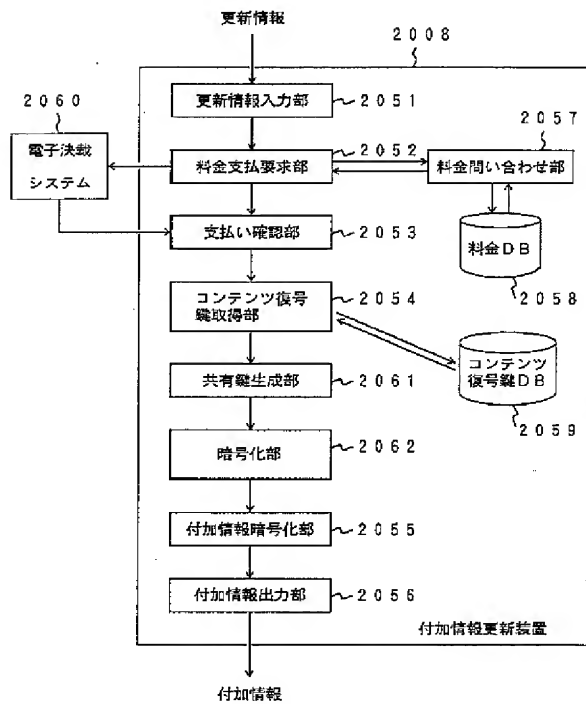 更新情報
2008
2060
更新情報入力部
2051
2057
電子決裁
システム
料金支払要求部
2052
料金問い合わせ部
支払い確認部
2053
料金DB
2058
コンテンツ復号
鍵取得部
2054
コンテンツ
復号鍵DB
2059
共有鍵生成部
2061
暗号化部
2062
付加情報暗号化部
2055
付加情報出力部
2056
付加情報更新装置
付加情報